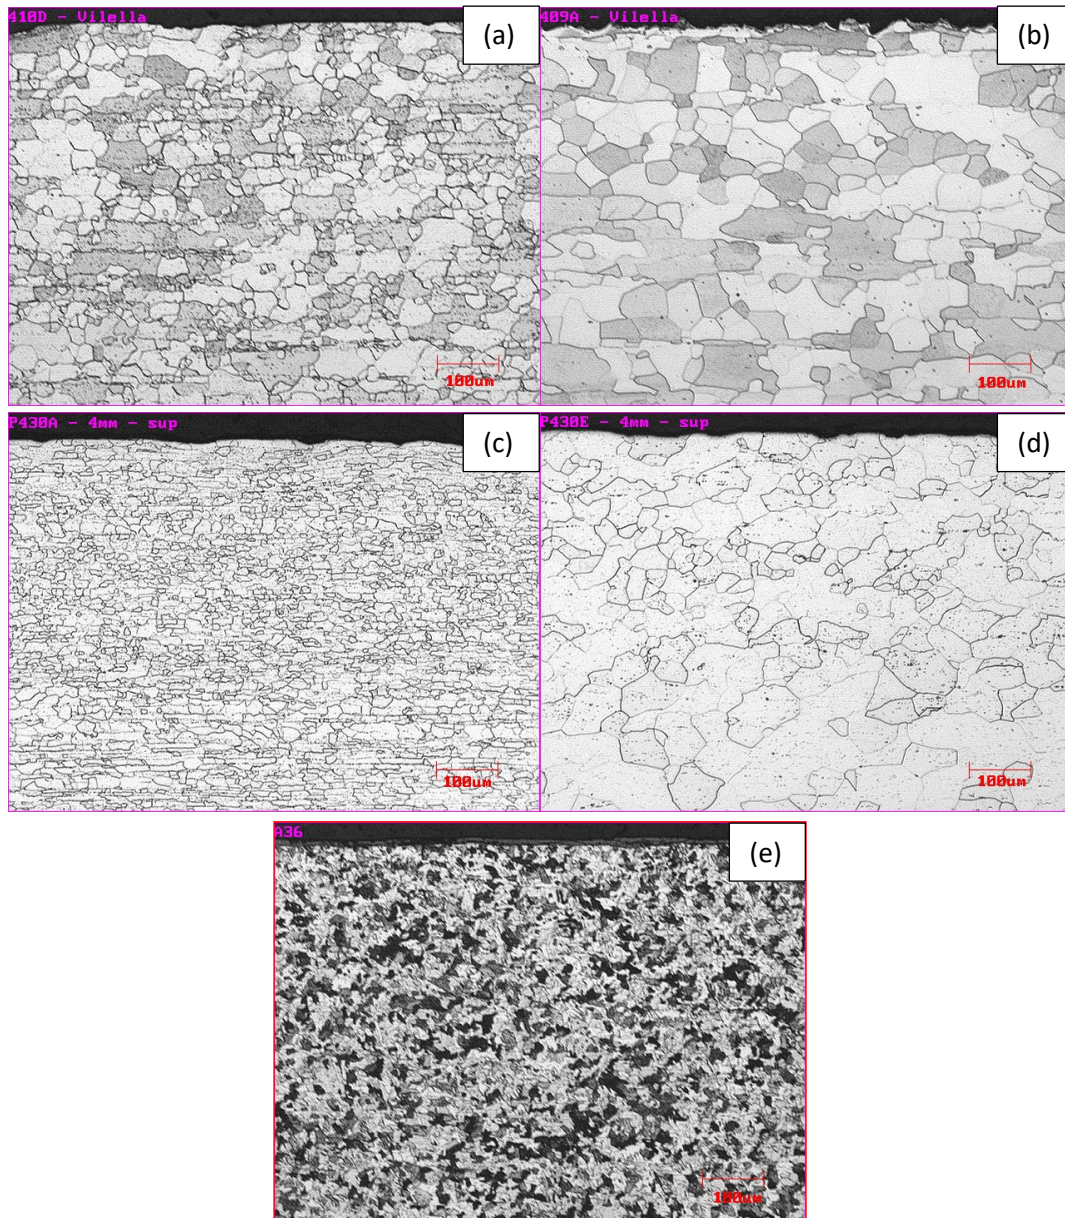 410D - Vilella
(a)
100um
409A - Vilella
(b)
100um
P430A - 4mm - sup
(c)
100um
P430E - 4mm - sup
(d)
100um
A36
(e)
100um